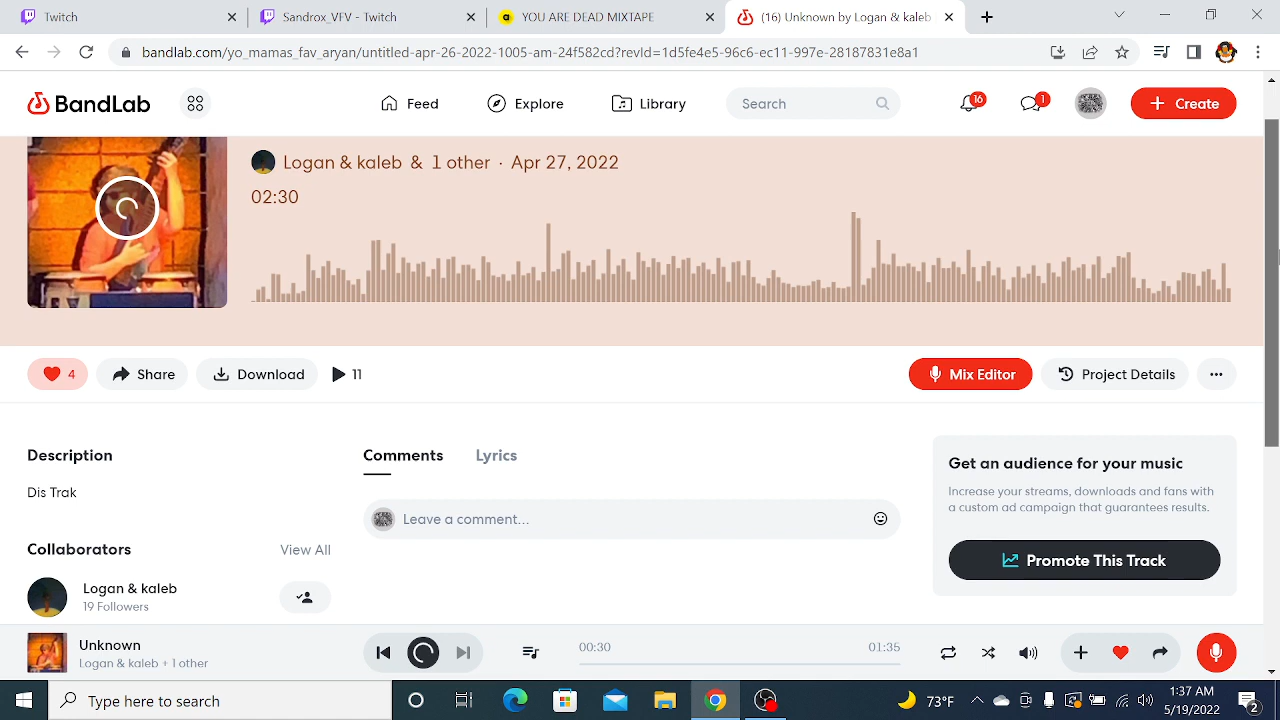 Twitch
Sandrox_VFV - Twitch
YOU ARE DEAD MIXTAPE
(16) Unknown by Logan & kaleb
bandlab.com/yo_mamas_fav_aryan/untitled-apr-26-2022-1005-am-24f582cd?revId=1d5fe4e5-96c6-ec11-997e-28187831e8a1
BandLab
Feed
Explore
Library
Search
16
1
Create
Logan & kaleb & 1 other · Apr 27, 2022
02:30
4
Share
Download
11
Mix Editor
Project Details
Description
Comments
Lyrics
Get an audience for your music
Increase your streams, downloads and fans with
a custom ad campaign that guarantees results.
Dis Trak
Leave a comment...
Collaborators
View All
Promote This Track
Logan & kaleb
19 Followers
Unknown
Logan & kaleb + 1 other
00:30
01:35
Type here to search
73°F
1:37 AM
5/19/2022
2